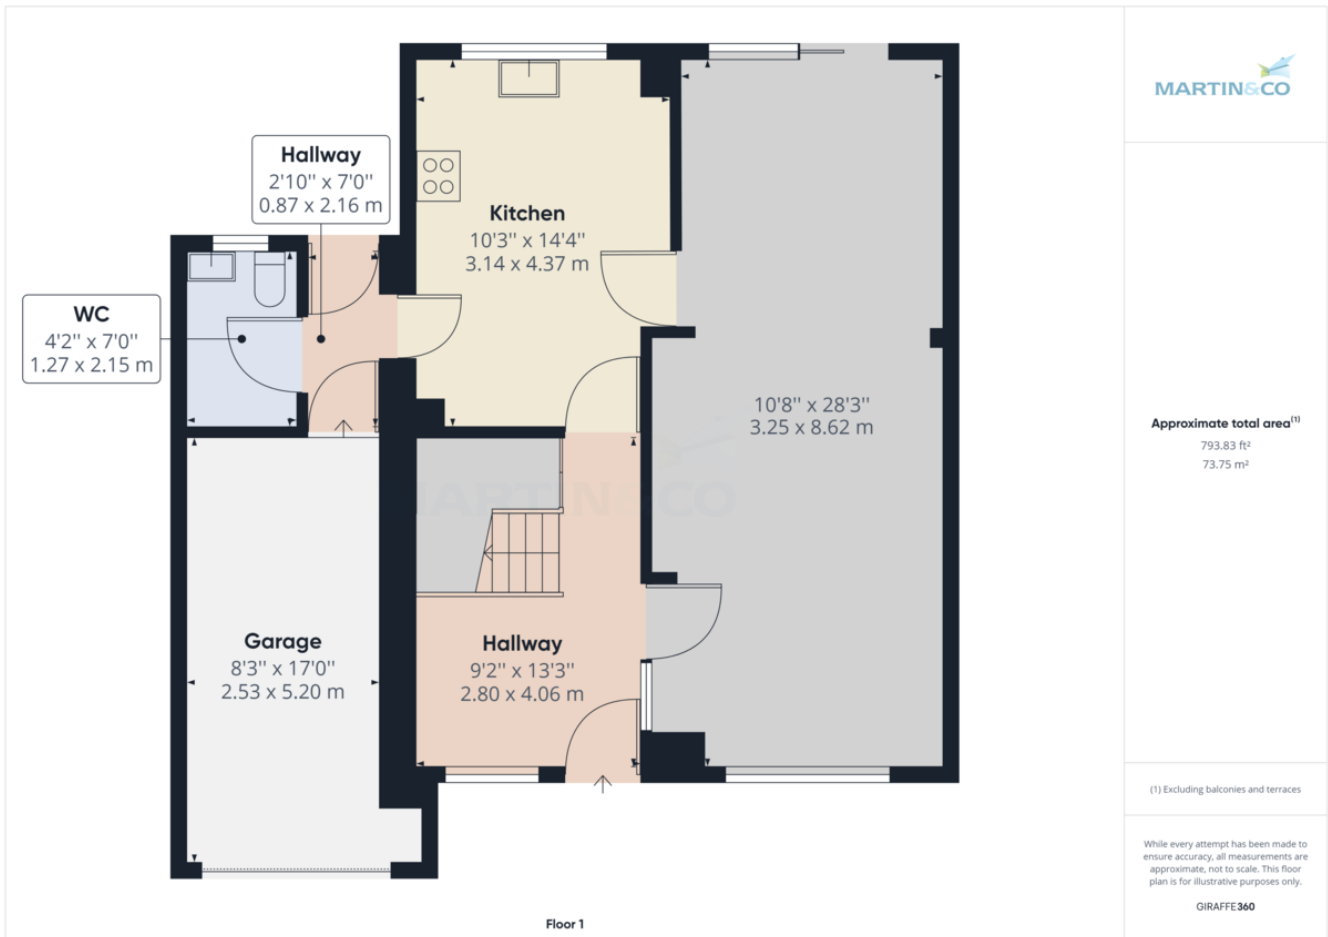 MARTIN&CO
Hallway
2'10'' x 7'0''
0.87 x 2.16 m
Kitchen
10'3'' x 14'4''
3.14 x 4.37 m
WC
4'2'' x 7'0''
1.27 x 2.15 m
10'8'' x 28'3''
3.25 x 8.62 m
MARTIN&CO
Garage
8'3'' x 17'0''
2.53 x 5.20 m
Hallway
9'2'' x 13'3''
2.80 x 4.06 m
Floor 1
Approximate total area(1)
793.83 ft²
73.75 m²
(1) Excluding balconies and terraces
While every attempt has been made to
ensure accuracy, all measurements are
approximate, not to scale. This floor
plan is for illustrative purposes only.
GIRAFFE360